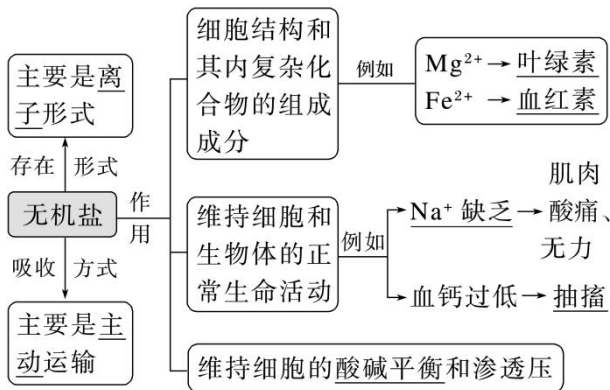 主要是离
子形式
存在 形式
无机盐
吸收 方式
主要是主
动运输
作
用
细胞结构和
其内复杂化
合物的组成
成分
例如
Mg²⁺→叶绿素
Fe²⁺→血红素
维持细胞和
生物体的正
常生命活动
例如
Na⁺缺乏→
肌肉
酸痛、
无力
血钙过低→抽搐
维持细胞的酸碱平衡和渗透压